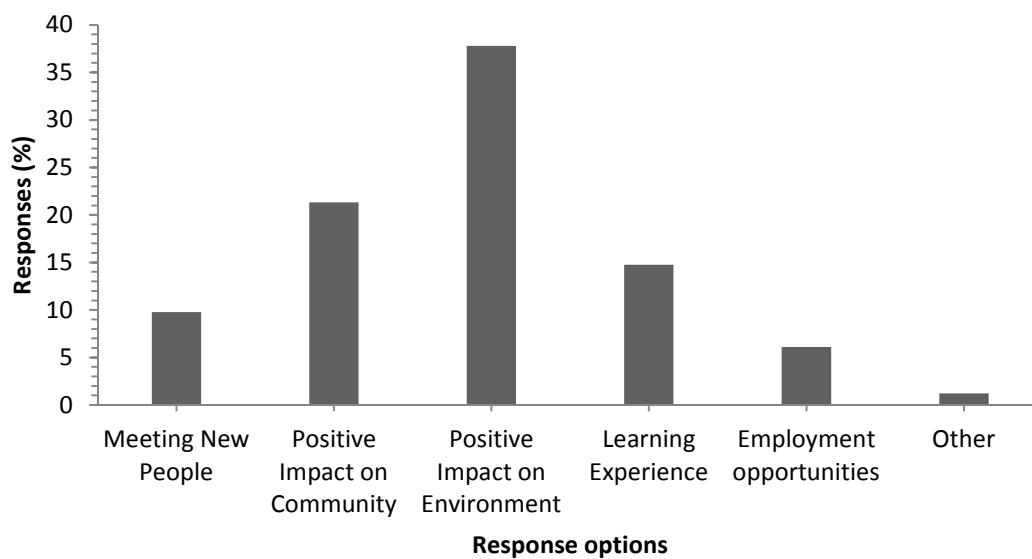 40
35
30
25
20
15
10
5
0
Responses (%)
Meeting New
People
Positive
Impact on
Community
Positive
Impact on
Environment
Learning
Experience
Employment
opportunities
Other
Response options